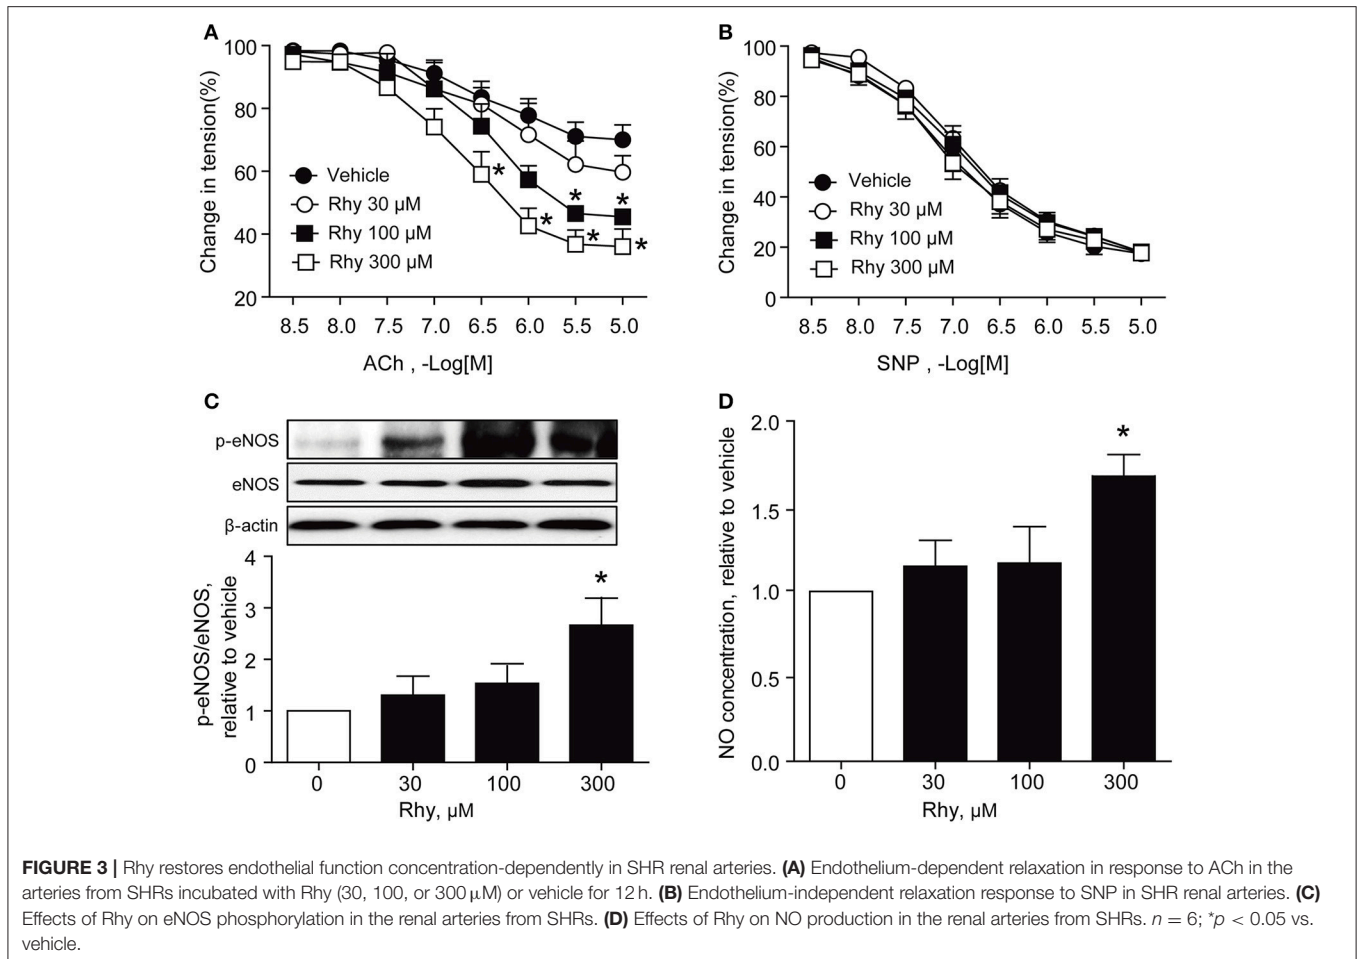 A
100
80
60
40
20
Change in tension(%)
Vehicle
Rhy 30 µM
Rhy 100 µM
Rhy 300 µM
* * * * * *
8.5 8.0 7.5 7.0 6.5 6.0 5.5 5.0
ACh , -Log[M]
B
100
80
60
40
20
0
Change in tension(%)
Vehicle
Rhy 30 µM
Rhy 100 µM
Rhy 300 µM
8.5 8.0 7.5 7.0 6.5 6.0 5.5 5.0
SNP , -Log[M]
C
p-eNOS
eNOS
β-actin
4
3
2
1
0
p-eNOS/eNOS,
relative to vehicle
*
0 30 100 300
Rhy, µM
D
2.0
1.5
1.0
0.5
0.0
NO concentration, relative to vehicle
*
0 30 100 300
Rhy, µM
FIGURE 3 | Rhy restores endothelial function concentration-dependently in SHR renal arteries. (A) Endothelium-dependent relaxation in response to ACh in the
arteries from SHRs incubated with Rhy (30, 100, or 300 µM) or vehicle for 12 h. (B) Endothelium-independent relaxation response to SNP in SHR renal arteries. (C)
Effects of Rhy on eNOS phosphorylation in the renal arteries from SHRs. (D) Effects of Rhy on NO production in the renal arteries from SHRs. n = 6; *p < 0.05 vs.
vehicle.